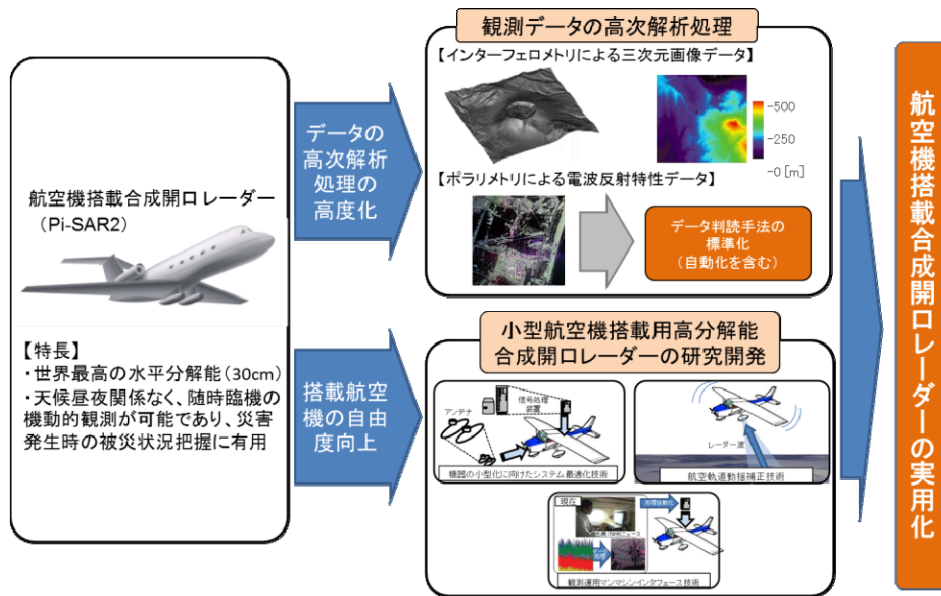 航空機搭載合成開口レーダー
（Pi-SAR2）
【特長】
・世界最高の水平分解能（30cm）
・天候昼夜関係なく、随時臨機の
機動的観測が可能であり、災害
発生時の被災状況把握に有用
データの
高次解析
処理の
高度化
搭載航空
機の自由
度向上
観測データの高次解析処理
【インターフェロメトリによる三次元画像データ】
-500
-250
-0 [m]
【ポラリメトリによる電波反射特性データ】
データ判読手法の
標準化
（自動化を含む）
小型航空機搭載用高分解能
合成開口レーダーの研究開発
アンテナ
信号処理
装置
機器の小型化に向けたシステム最適化技術
レーダー波
航空軌道動揺補正技術
現在
処理自動化
観測運用マンマシンインタフェース技術
航空機搭載合成開口レーダーの実用化